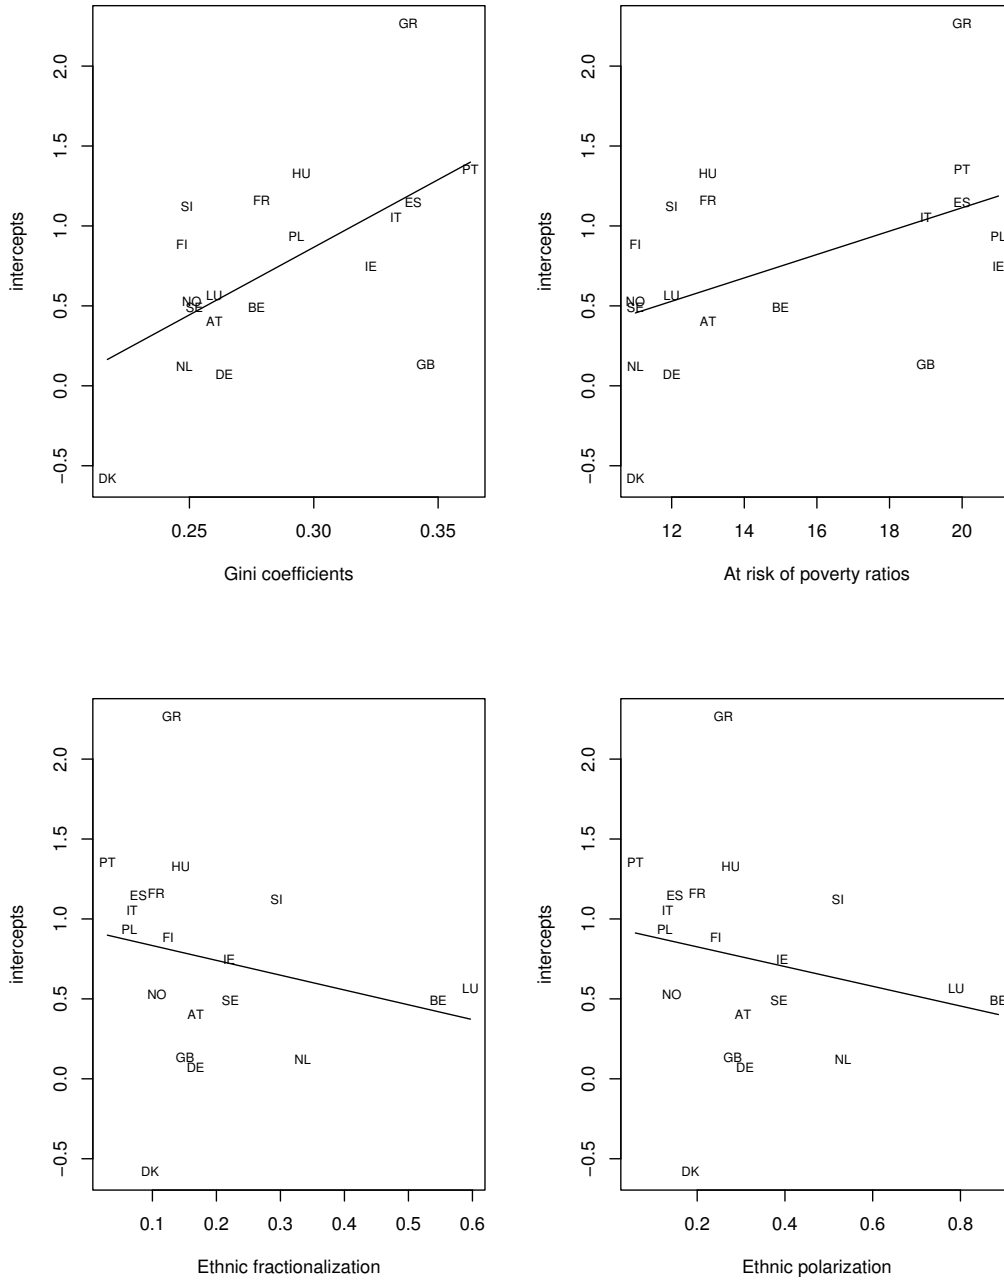 GR
PT
HU
FR
ES
SI
IT
PL
FI
IE
LU
NO
SE
BE
AT
GB
NL
DE
DK
intercepts
−0.5 0.0 0.5 1.0 1.5 2.0
0.25 0.30 0.35
Gini coefficients
GR
PT
HU
FR
ES
SI
IT
PL
FI
IE
LU
NO
SE
BE
AT
GB
NL
DE
DK
intercepts
−0.5 0.0 0.5 1.0 1.5 2.0
12 14 16 18 20
At risk of poverty ratios
GR
PT
HU
ES
FR
SI
IT
PL
FI
IE
LU
NO
SE
BE
AT
GB
DE
NL
DK
intercepts
−0.5 0.0 0.5 1.0 1.5 2.0
0.1 0.2 0.3 0.4 0.5 0.6
Ethnic fractionalization
GR
PT
HU
ES
FR
SI
IT
PL
FI
IE
LU
NO
SE
BE
AT
GB
DE
NL
DK
intercepts
−0.5 0.0 0.5 1.0 1.5 2.0
0.2 0.4 0.6 0.8
Ethnic polarization